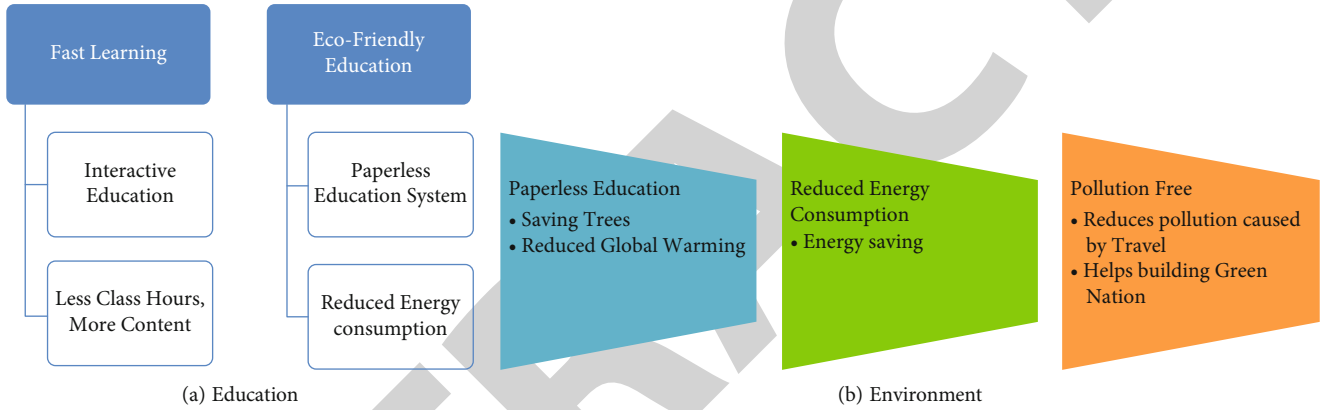 Fast Learning
Interactive
Education
Less Class Hours,
More Content
Eco-Friendly
Education
Paperless
Education System
Reduced Energy
consumption
(a) Education
Paperless Education
• Saving Trees
• Reduced Global Warming
Reduced Energy
Consumption
• Energy saving
Pollution Free
• Reduces pollution caused
by Travel
• Helps building Green
Nation
(b) Environment